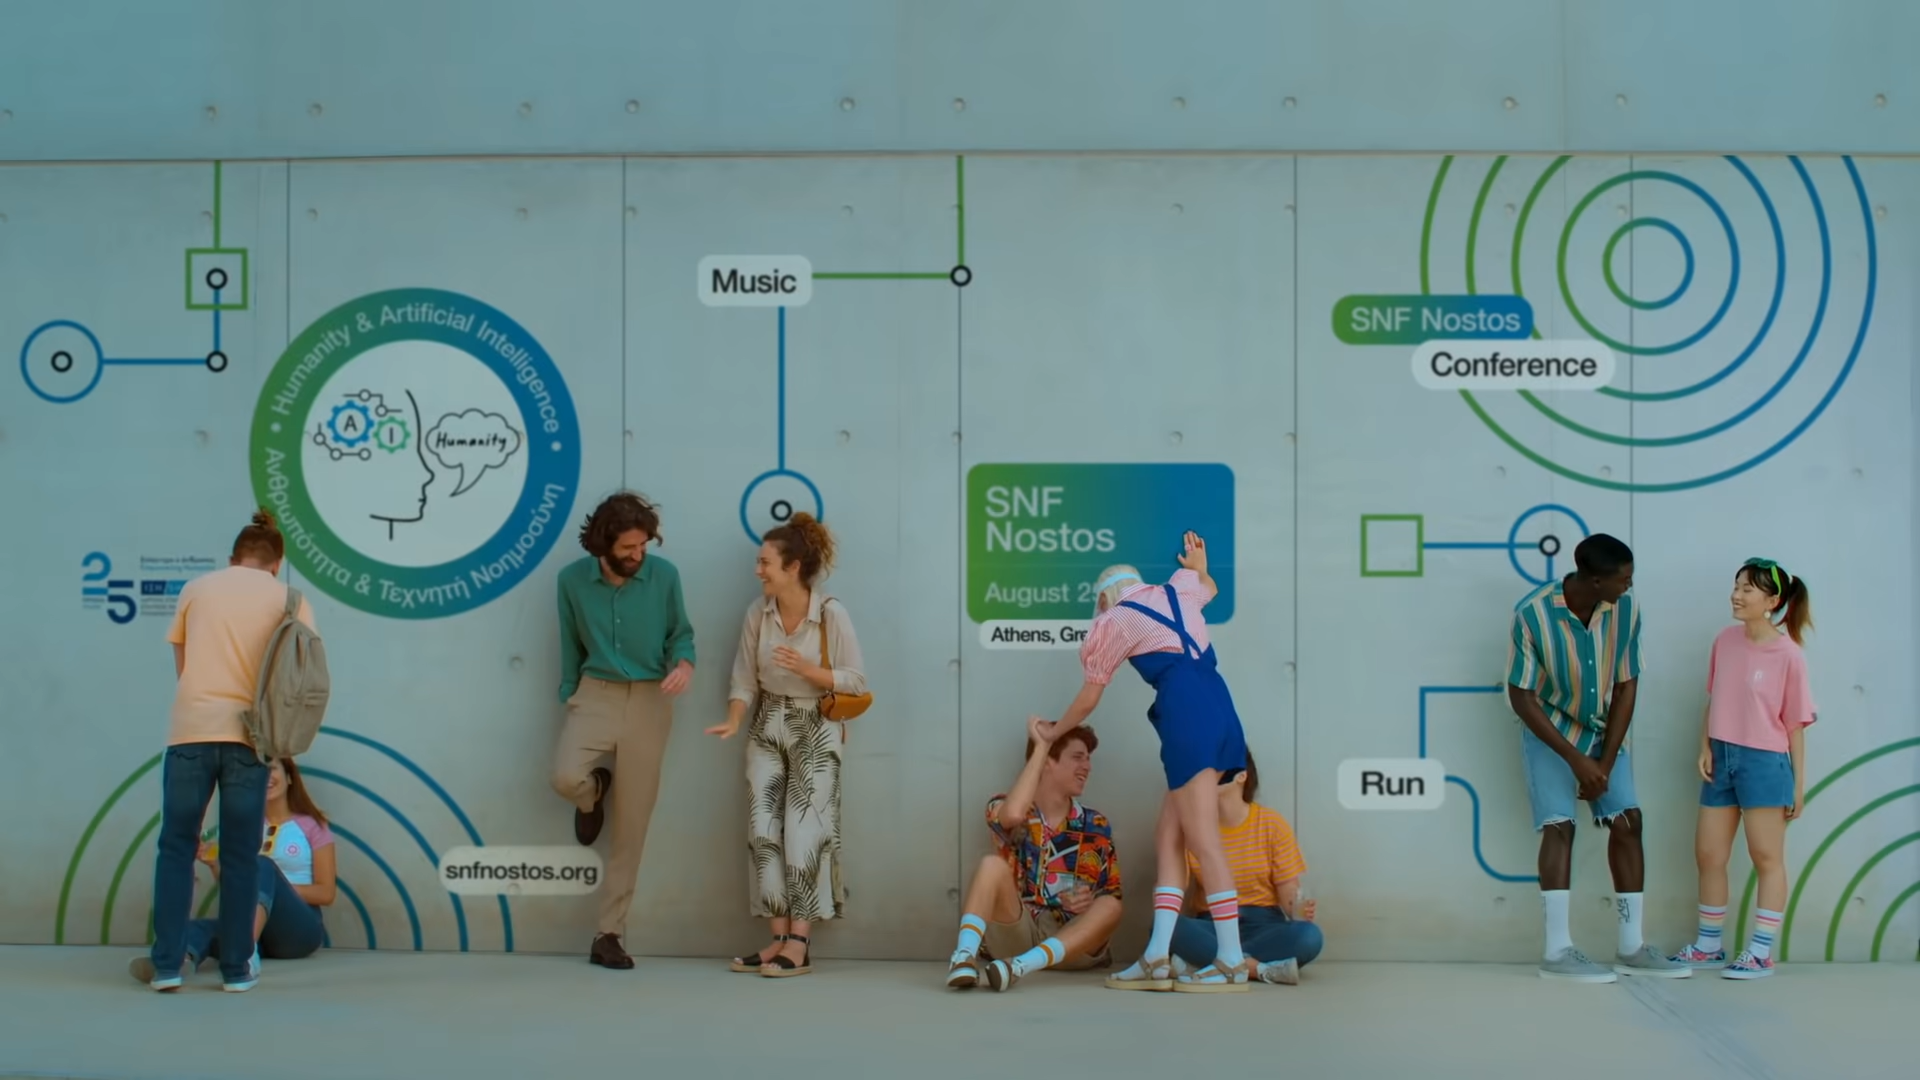 • Humanity & Artificial Intelligence •
Ανθρωπότητα & Τεχνητή Νοημοσύνη
A
I
Humanity
25
Music
SNF Nostos
Conference
SNF
Nostos
August 2
Athens, Gre
Run
snfnostos.org